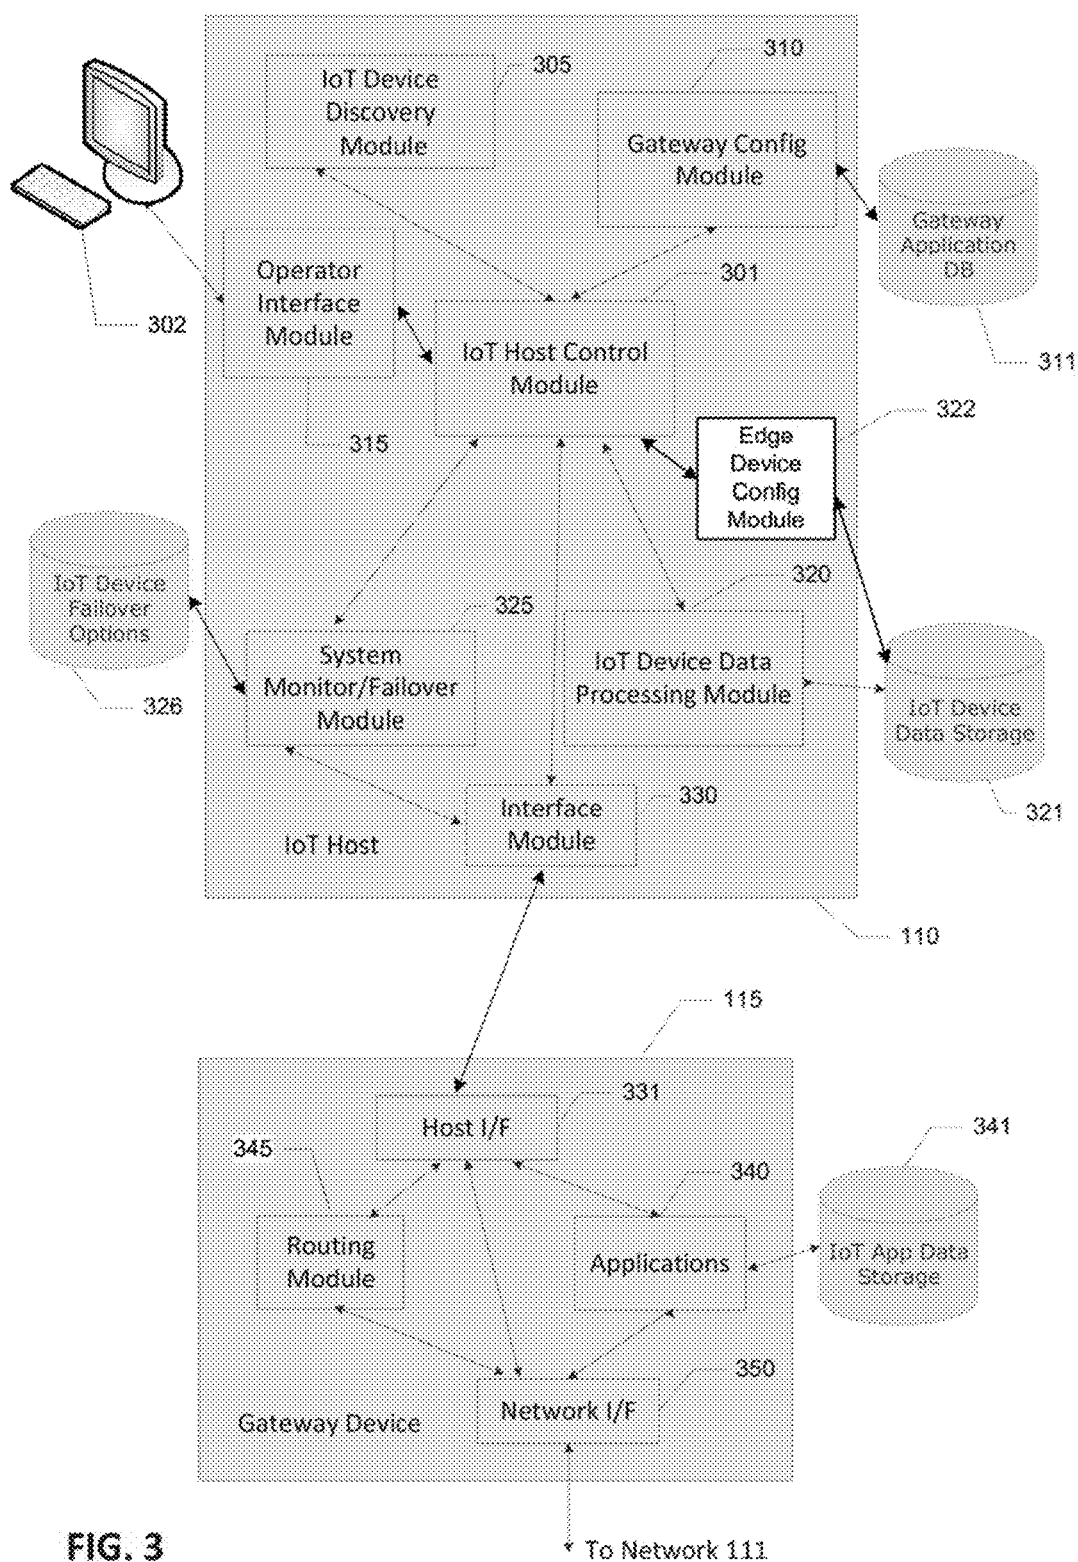 IoT Device
Discovery
Module
305
310
Gateway Config
Module
Gateway
Application
DB
311
Operator
Interface
Module
302
315
301
IoT Host Control
Module
322
Edge
Device
Config
Module
IoT Device
Failover
Options
326
325
System
Monitor/Failover
Module
320
IoT Device Data
Processing Module
IoT Device
Data Storage
321
330
Interface
Module
IoT Host
110
115
331
Host I/F
345
340
341
Routing
Module
Applications
IoT App Data
Storage
350
Network I/F
Gateway Device
To Network 111
FIG. 3